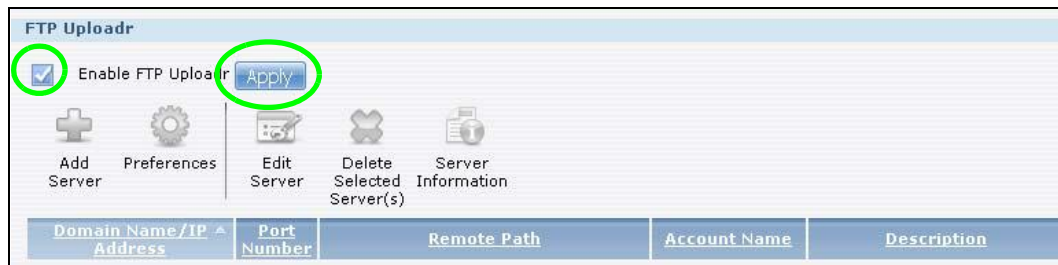 FTP Uploadr
Enable FTP Uploadr Apply
Add Server
Preferences
Edit Server
Delete Selected Server(s)
Server Information
Domain Name/IP Address
Port Number
Remote Path
Account Name
Description